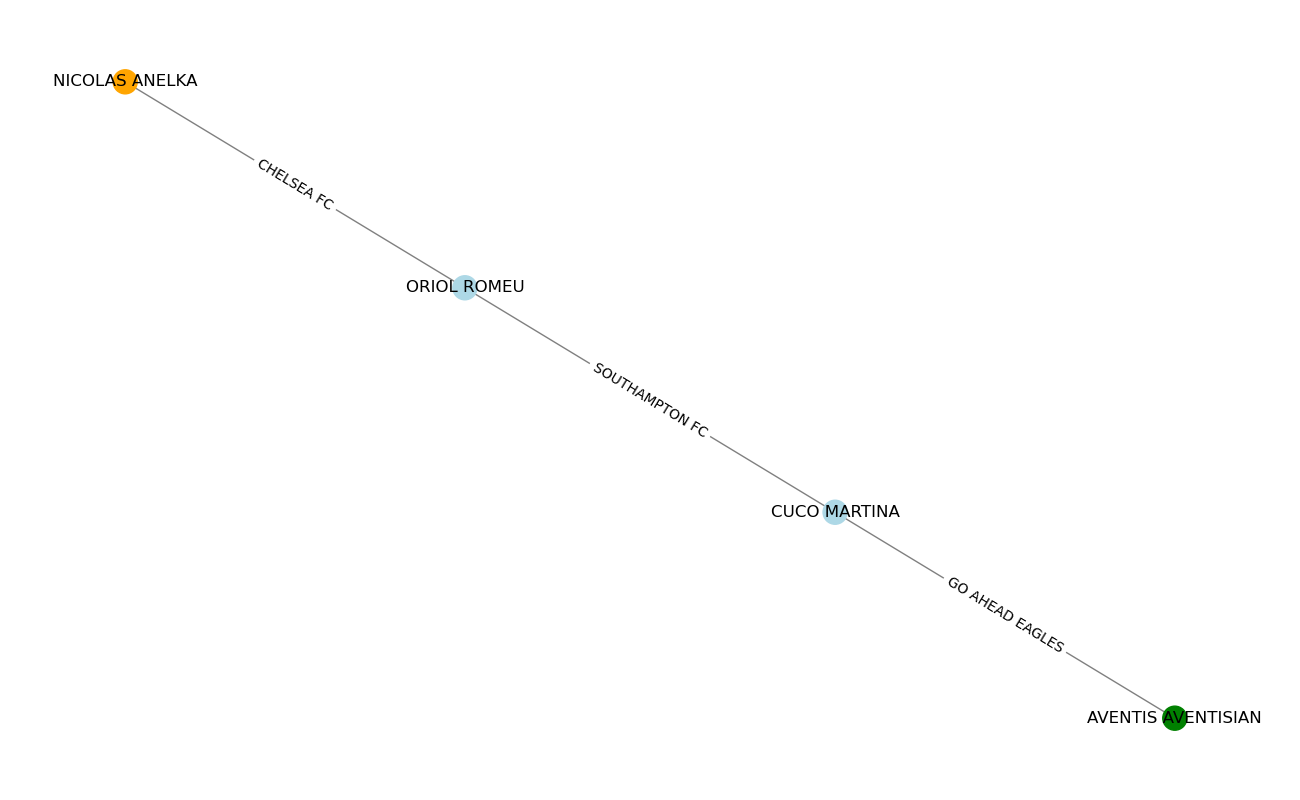 NICOLAS ANELKA
CHELSEA FC
ORIOL ROMEU
SOUTHAMPTON FC
CUCO MARTINA
GO AHEAD EAGLES
AVENTIS AVENTISIAN